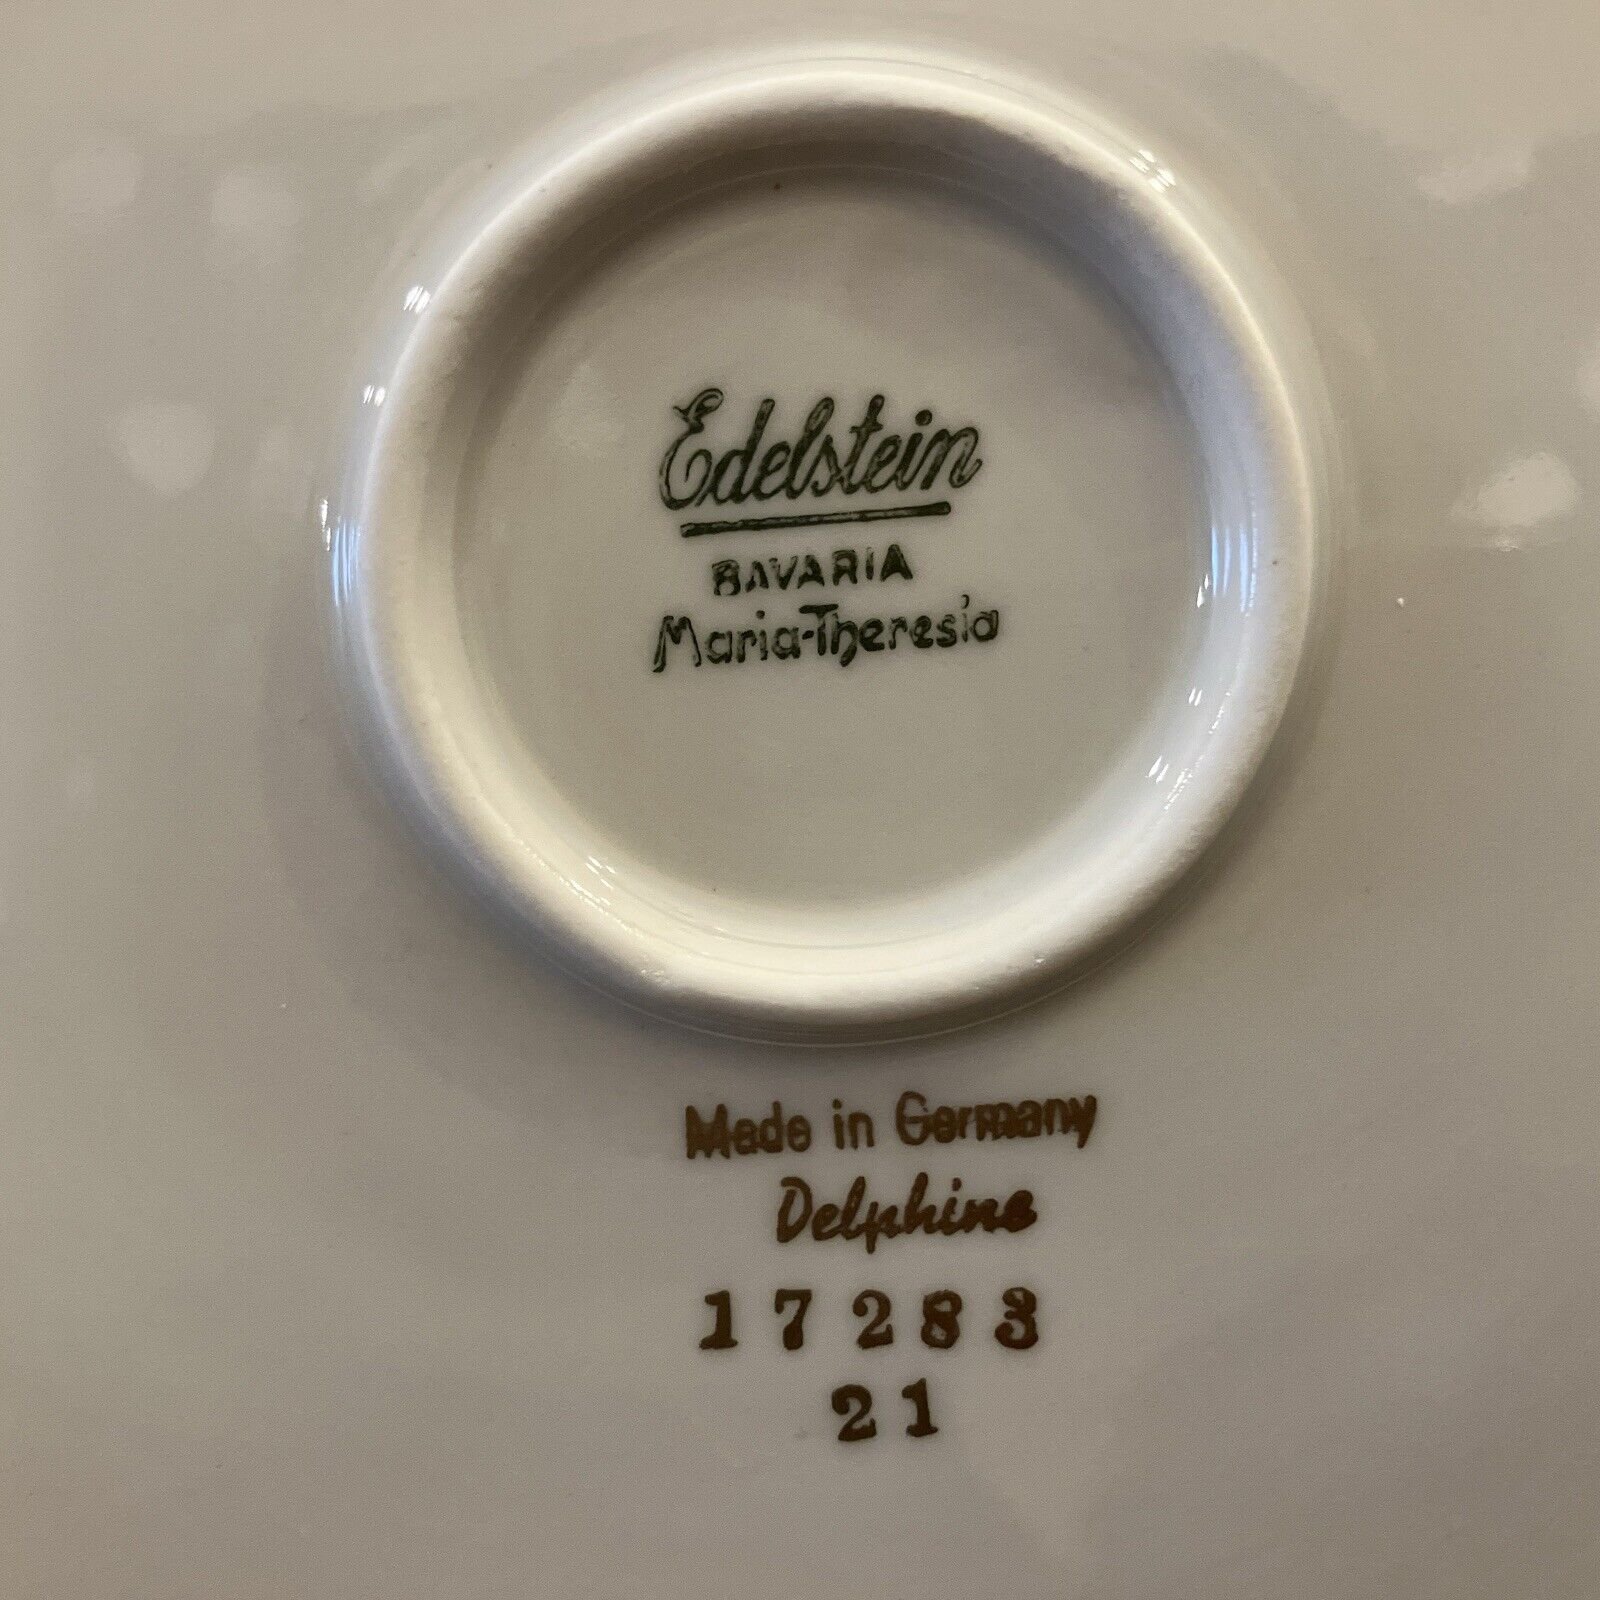 Edelstein
BAVARIA
Maria-Theresia
Made in Germany
Delphine
17283
21